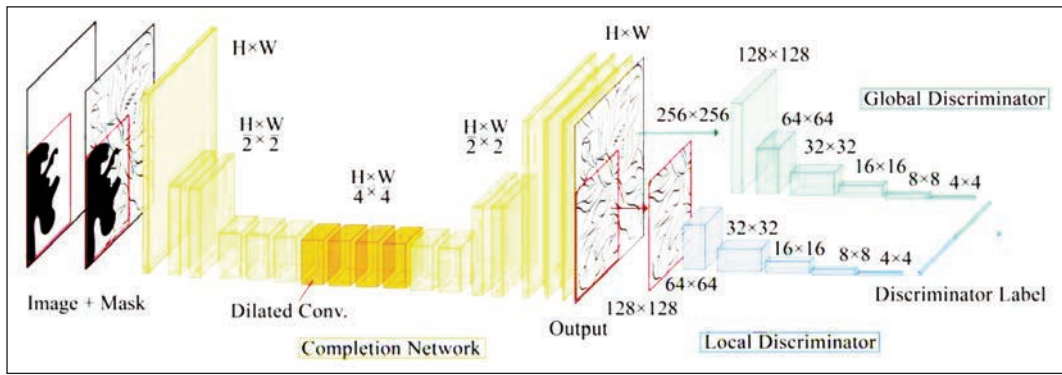 H×W
H×W
2 × 2
H×W
4 × 4
H×W
2 × 2
H×W
Image + Mask
Dilated Conv.
Completion Network
Output
256×256
128×128
64×64
32×32
16×16
8×8
4×4
Global Discriminator
128×128
64×64
32×32
16×16
8×8
4×4
Discriminator Label
Local Discriminator